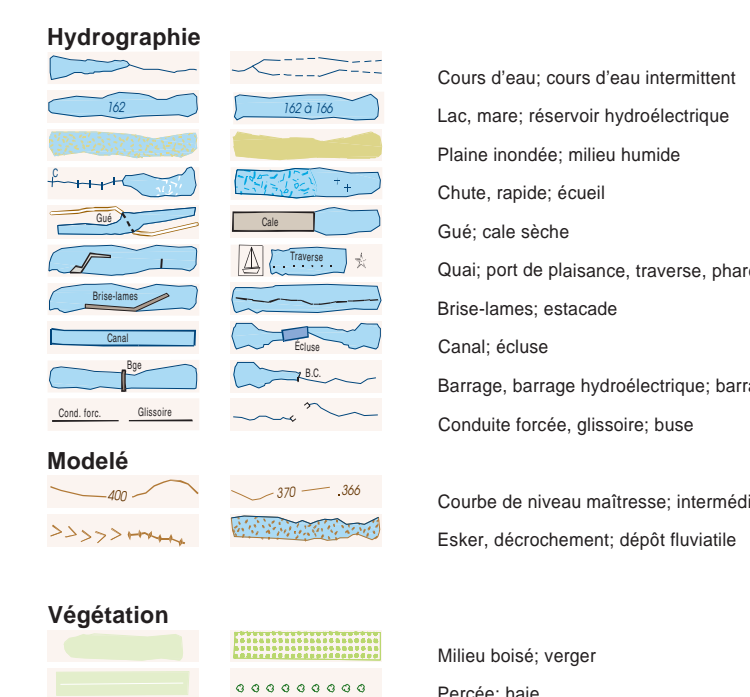 Hydrographie
Cours d'eau; cours d'eau intermittent
162
162 à 166
Lac, mare; réservoir hydroélectrique
Plaine inondée; milieu humide
C
Chute, rapide; écueil
Gué
Cale
Gué; cale sèche
Traverse
Quai; port de plaisance, traverse, phare
Brise-lames
Brise-lames; estacade
Canal
Écluse
Canal; écluse
Bge
B.C.
Barrage, barrage hydroélectrique; barra
Cond. forc.
Glissoire
Conduite forcée, glissoire; buse
Modelé
400
370
.366
Courbe de niveau maîtresse; intermédi
Esker, décrochement; dépôt fluviatile
Végétation
Milieu boisé; verger
Percée; haie